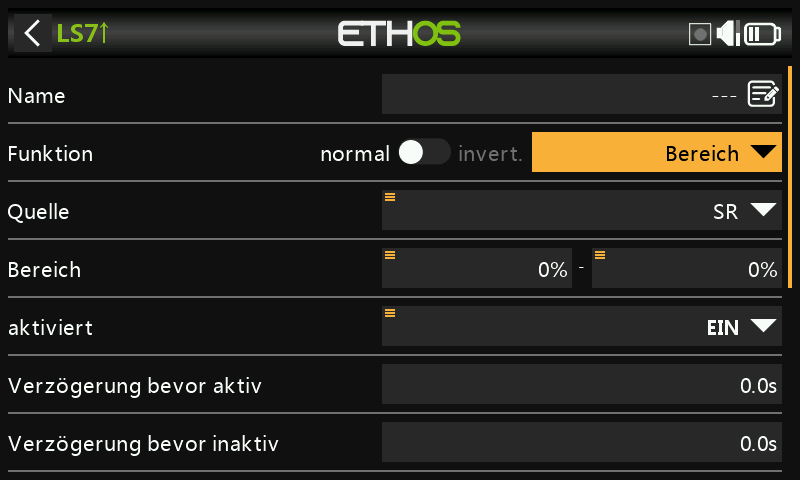 LS7↑ ETHOS
Name ---
Funktion normal invert. Bereich
Quelle SR
Bereich 0% - 0%
aktiviert EIN
Verzögerung bevor aktiv 0.0s
Verzögerung bevor inaktiv 0.0s